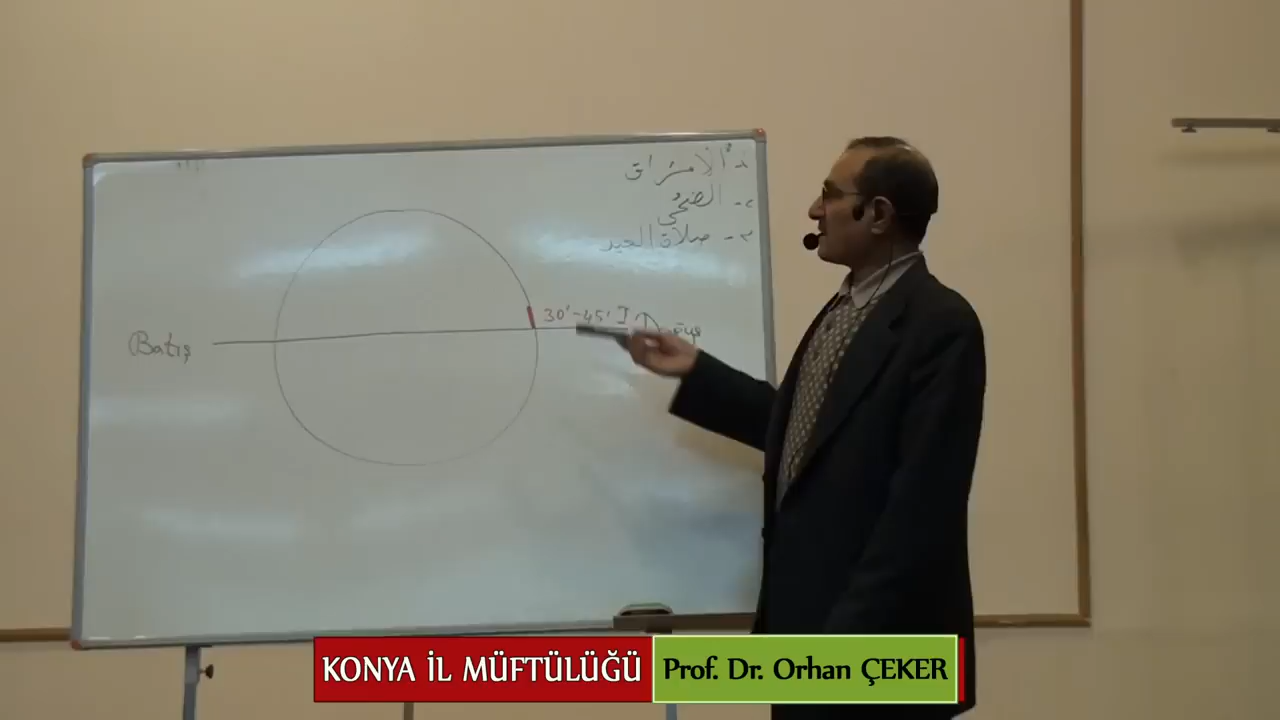 ١- الإشراق
٢- الضحى
٣- صلاة العيد
30'-45' I
Batış
KONYA İL MÜFTÜLÜĞÜ
Prof. Dr. Orhan ÇEKER